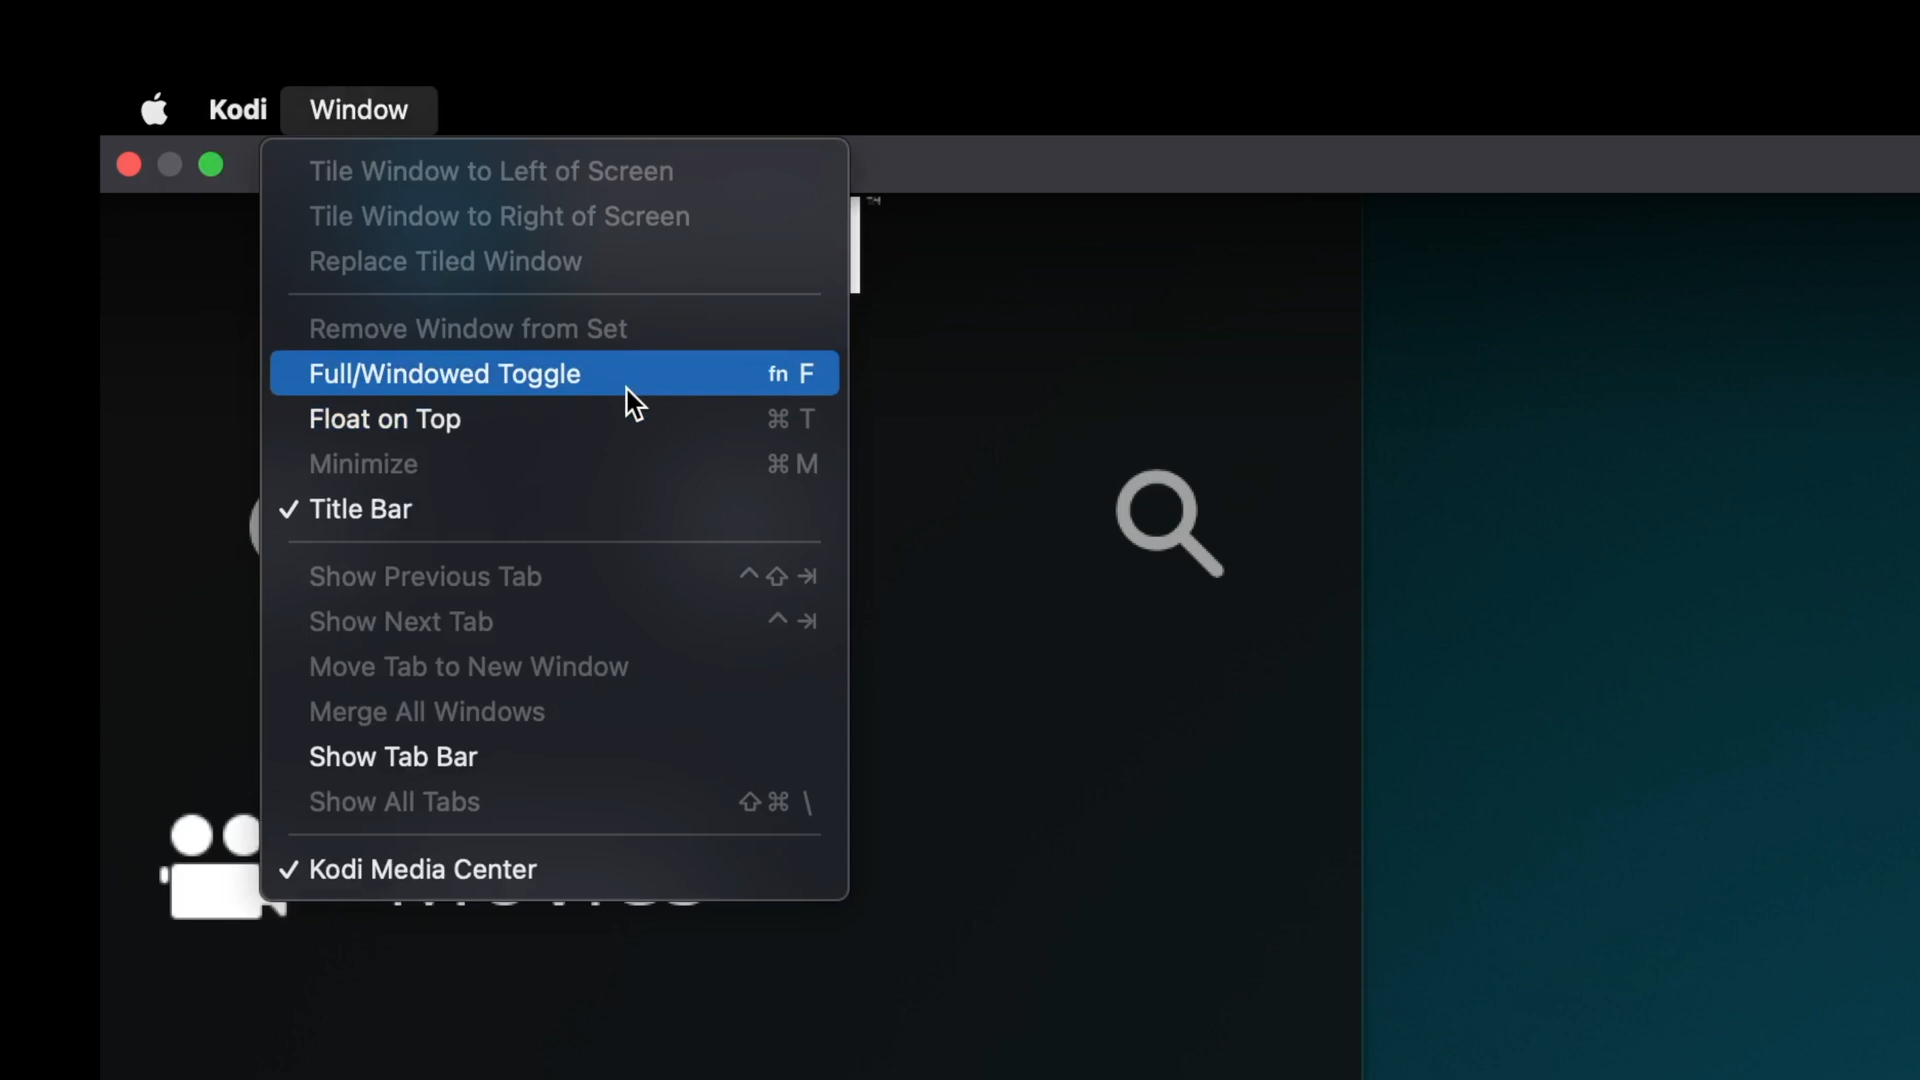 Kodi Window
Tile Window to Left of Screen
Tile Window to Right of Screen
Replace Tiled Window
Remove Window from Set
Full/Windowed Toggle fn F
Float on Top ⌘ T
Minimize ⌘ M
✓ Title Bar
Show Previous Tab ^⇧⇥
Show Next Tab ^⇥
Move Tab to New Window
Merge All Windows
Show Tab Bar
Show All Tabs ⇧⌘ \
✓ Kodi Media Center